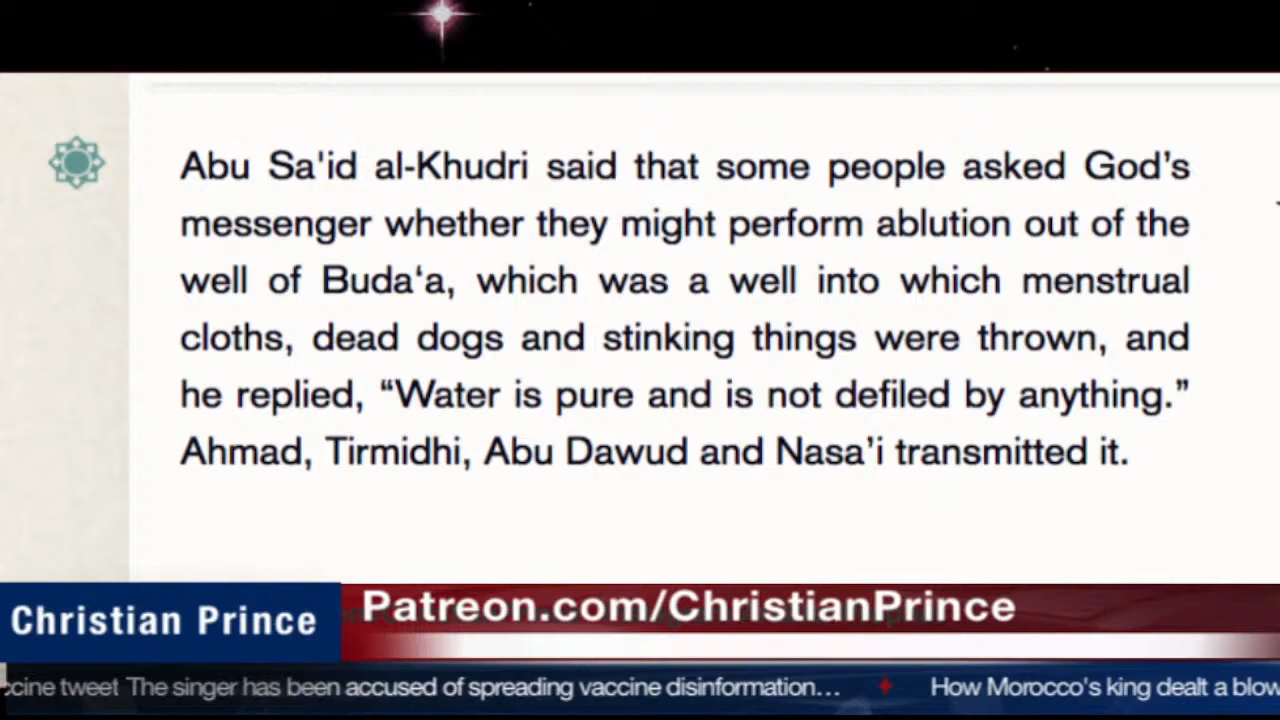 Abu Sa'id al-Khudri said that some people asked God’s
messenger whether they might perform ablution out of the
well of Buda‘a, which was a well into which menstrual
cloths, dead dogs and stinking things were thrown, and
he replied, “Water is pure and is not defiled by anything.”
Ahmad, Tirmidhi, Abu Dawud and Nasa’i transmitted it.
Christian Prince
Patreon.com/ChristianPrince
ccine tweet The singer has been accused of spreading vaccine disinformation... How Morocco's king dealt a blow